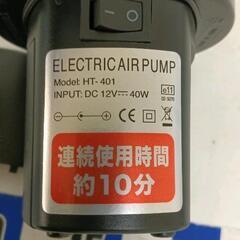 ELECTRIC AIR PUMP
Model: HT- 401
INPUT: DC 12V⎓ 40W
e11
連続使用時間
約10分